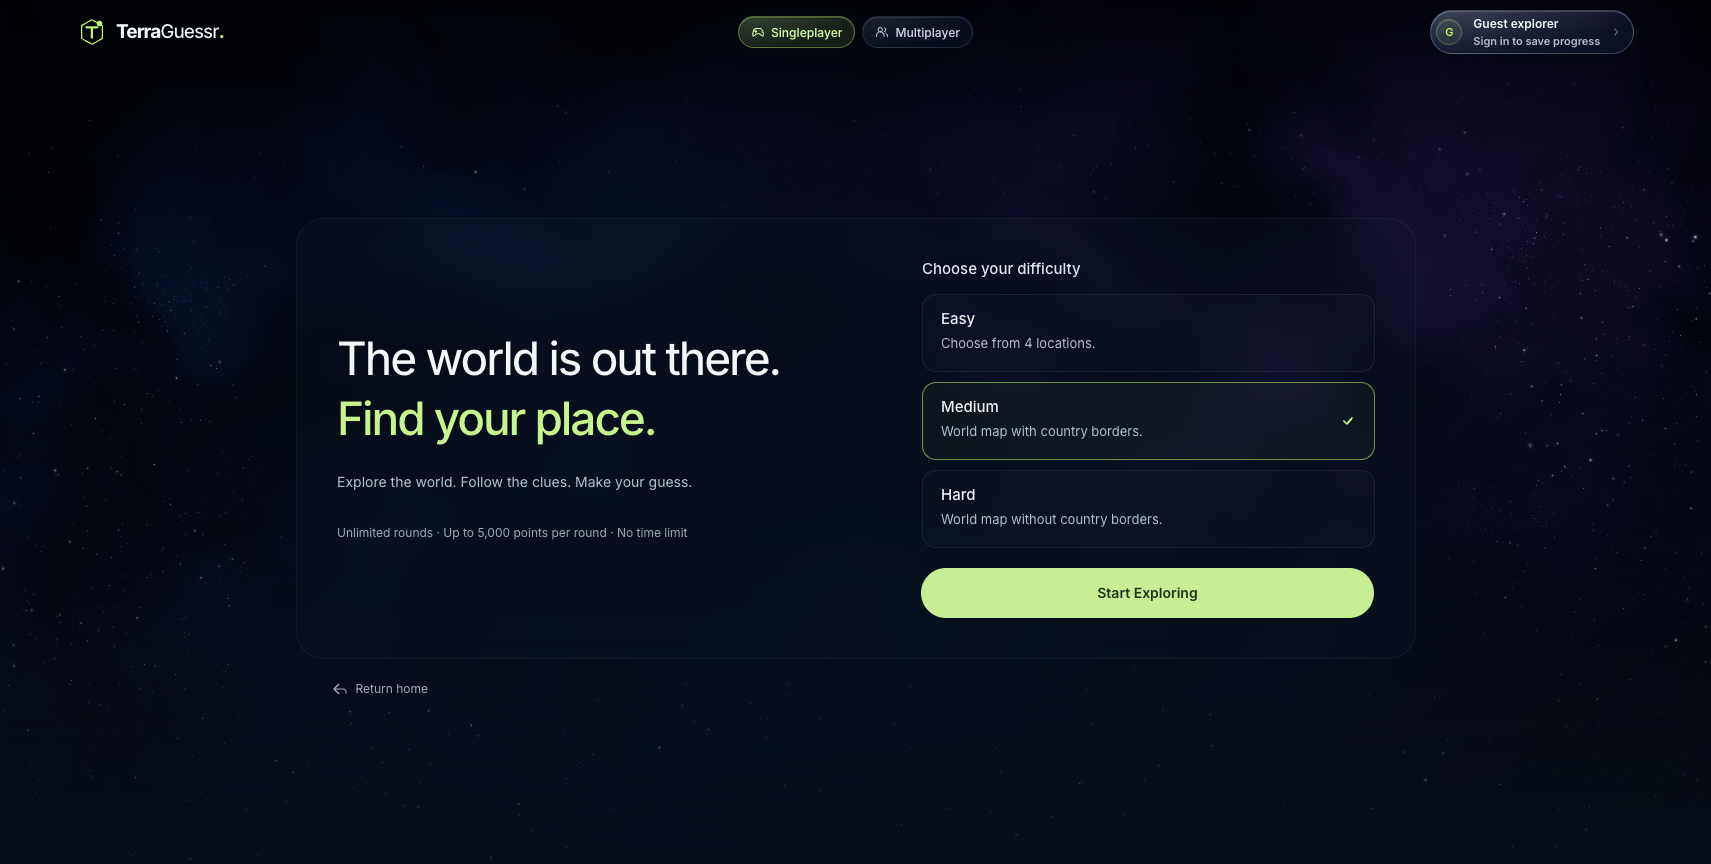 TerraGuessr.
Singleplayer
Multiplayer
G
Guest explorer
Sign in to save progress
The world is out there.
Find your place.
Explore the world. Follow the clues. Make your guess.
Unlimited rounds · Up to 5,000 points per round · No time limit
Choose your difficulty
Easy
Choose from 4 locations.
Medium
World map with country borders.
Hard
World map without country borders.
Start Exploring
Return home